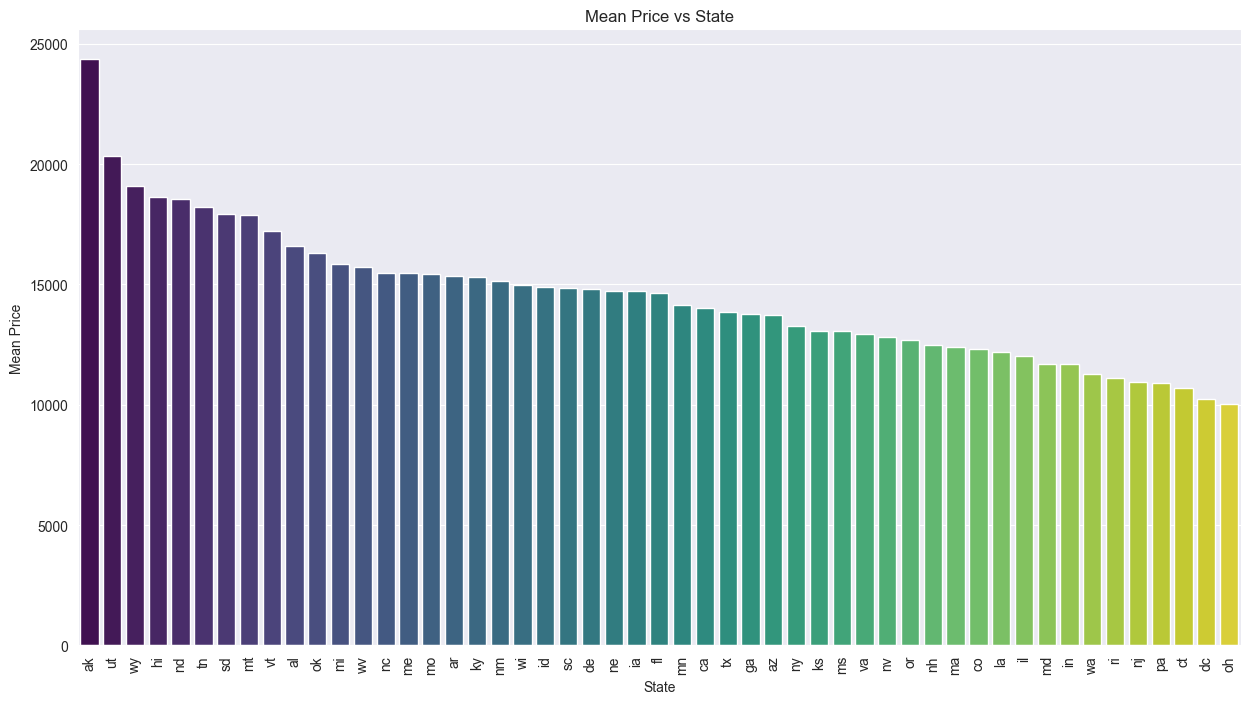 Mean Price vs State
25000
20000
15000
10000
5000
0
Mean Price
ak ut wy hi nd tn sd mt vt al ok mi wv nc me mo ar ky nm wi id sc de ne ia fl mn ca tx ga az ny ks ms va nv or nh ma co la il md in wa ri nj pa ct dc oh
State